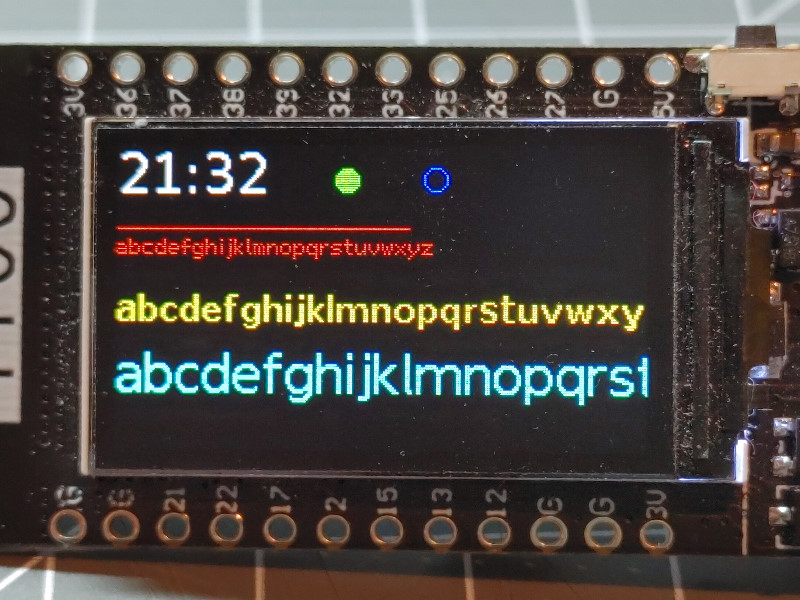 3V 36 37 38 39 32 33 25 26 27 G 5V
21:32
abcdefghijklmnopqrstuvwxyz
abcdefghijklmnopqrstuvwxy
abcdefghijklmnopqrst
G G 21 22 17 2 15 13 12 G G 3V